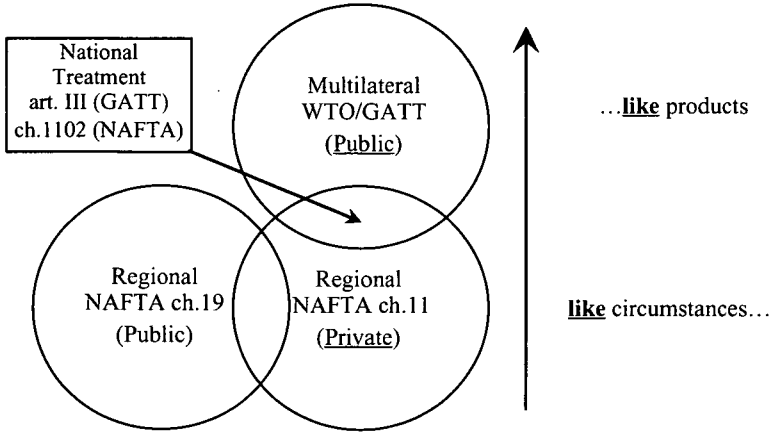 National
Treatment
art. III (GATT)
ch.1102 (NAFTA)
Multilateral
WTO/GATT
(Public)
…like products
Regional
NAFTA ch.19
(Public)
Regional
NAFTA ch.11
(Private)
like circumstances…